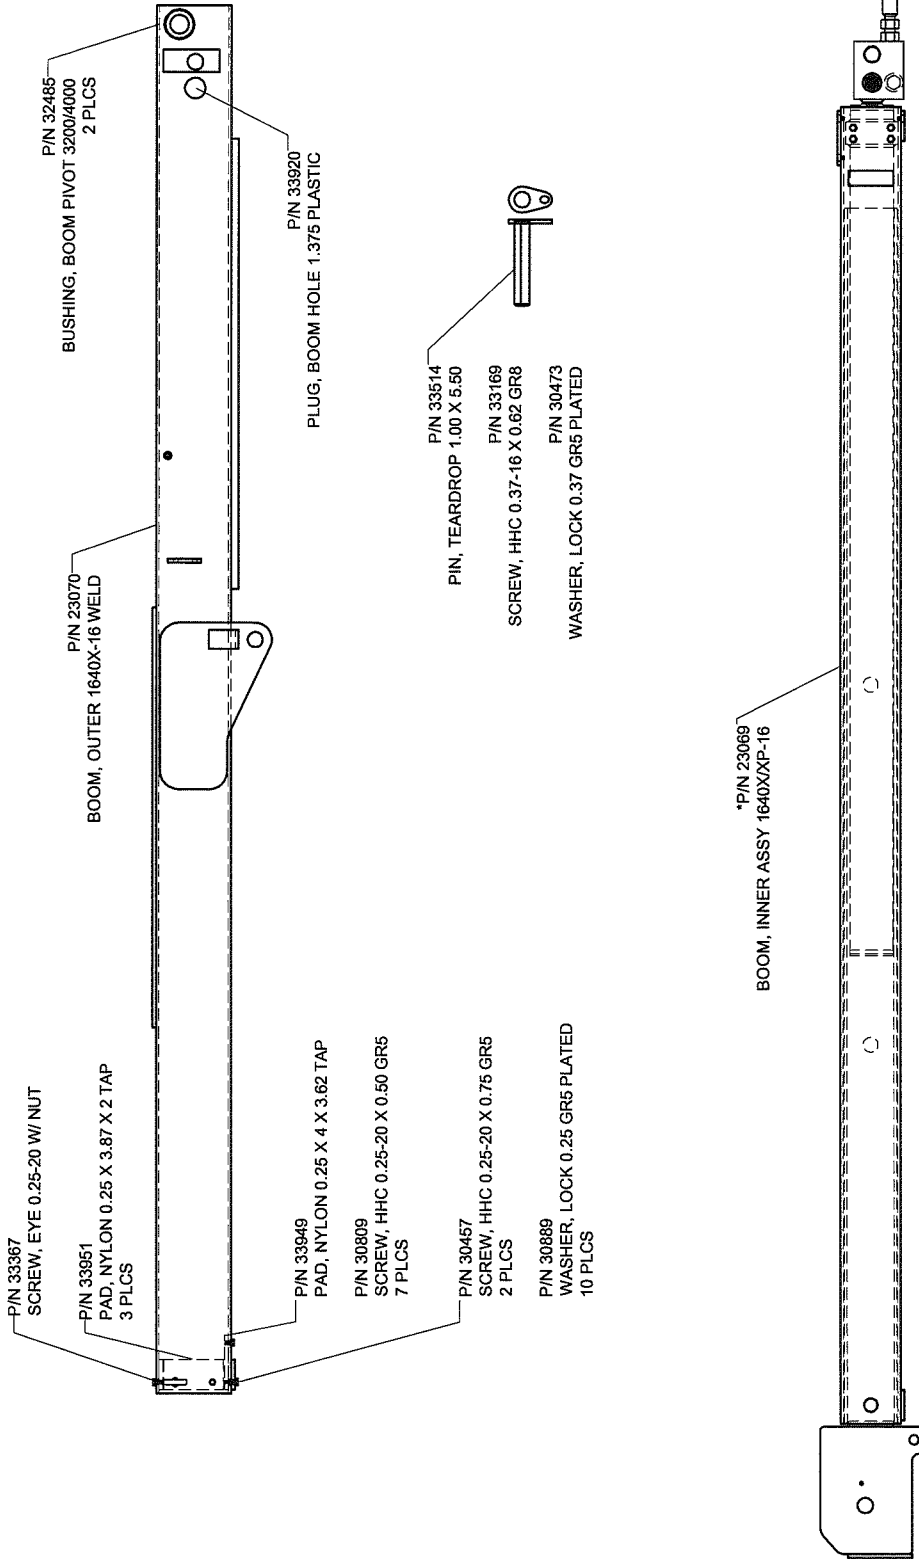 P/N 32485
BUSHING, BOOM PIVOT 3200/4000
2 PLCS
P/N 33920
PLUG, BOOM HOLE 1.375 PLASTIC
P/N 23070
BOOM, OUTER 1640X-16 WELD
P/N 33514
PIN, TEARDROP 1.00 X 5.50
P/N 33169
SCREW, HHC 0.37-16 X 0.62 GR8
P/N 30473
WASHER, LOCK 0.37 GR5 PLATED
P/N 33367
SCREW, EYE 0.25-20 W/ NUT
P/N 33951
PAD, NYLON 0.25 X 3.87 X 2 TAP
3 PLCS
P/N 33949
PAD, NYLON 0.25 X 4 X 3.62 TAP
P/N 30809
SCREW, HHC 0.25-20 X 0.50 GR5
7 PLCS
P/N 30457
SCREW, HHC 0.25-20 X 0.75 GR5
2 PLCS
P/N 30889
WASHER, LOCK 0.25 GR5 PLATED
10 PLCS
*P/N 23069
BOOM, INNER ASSY 1640X/XP-16